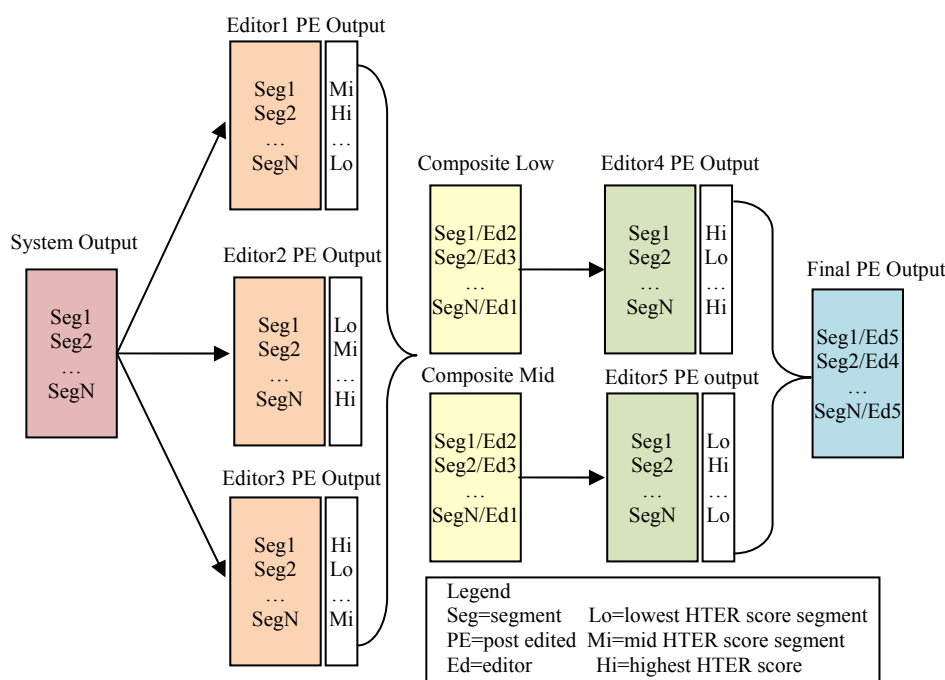 Editor1 PE Output
Seg1
Seg2
…
SegN
Mi
Hi
…
Lo
System Output
Seg1
Seg2
…
SegN
Editor2 PE Output
Seg1
Seg2
…
SegN
Lo
Mi
…
Hi
Editor3 PE Output
Seg1
Seg2
…
SegN
Hi
Lo
…
Mi
Composite Low
Seg1/Ed2
Seg2/Ed3
…
SegN/Ed1
Composite Mid
Seg1/Ed2
Seg2/Ed3
…
SegN/Ed1
Editor4 PE Output
Seg1
Seg2
…
SegN
Hi
Lo
…
Hi
Editor5 PE output
Seg1
Seg2
…
SegN
Lo
Hi
…
Lo
Final PE Output
Seg1/Ed5
Seg2/Ed4
…
SegN/Ed5
Legend
Seg=segment Lo=lowest HTER score segment
PE=post edited Mi=mid HTER score segment
Ed=editor Hi=highest HTER score